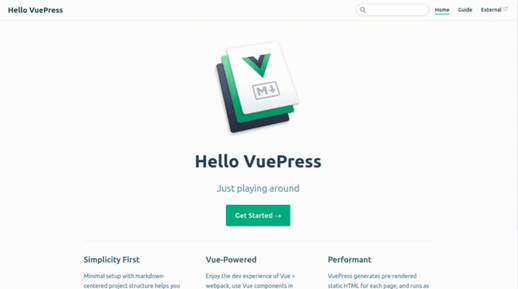 Hello VuePress
Home Guide External
M
Hello VuePress
Just playing around
Get Started →
Simplicity First
Minimal setup with markdown-
centered project structure helps you
Vue-Powered
Enjoy the dev experience of Vue +
webpack, use Vue components in
Performant
VuePress generates pre-rendered
static HTML for each page, and runs as